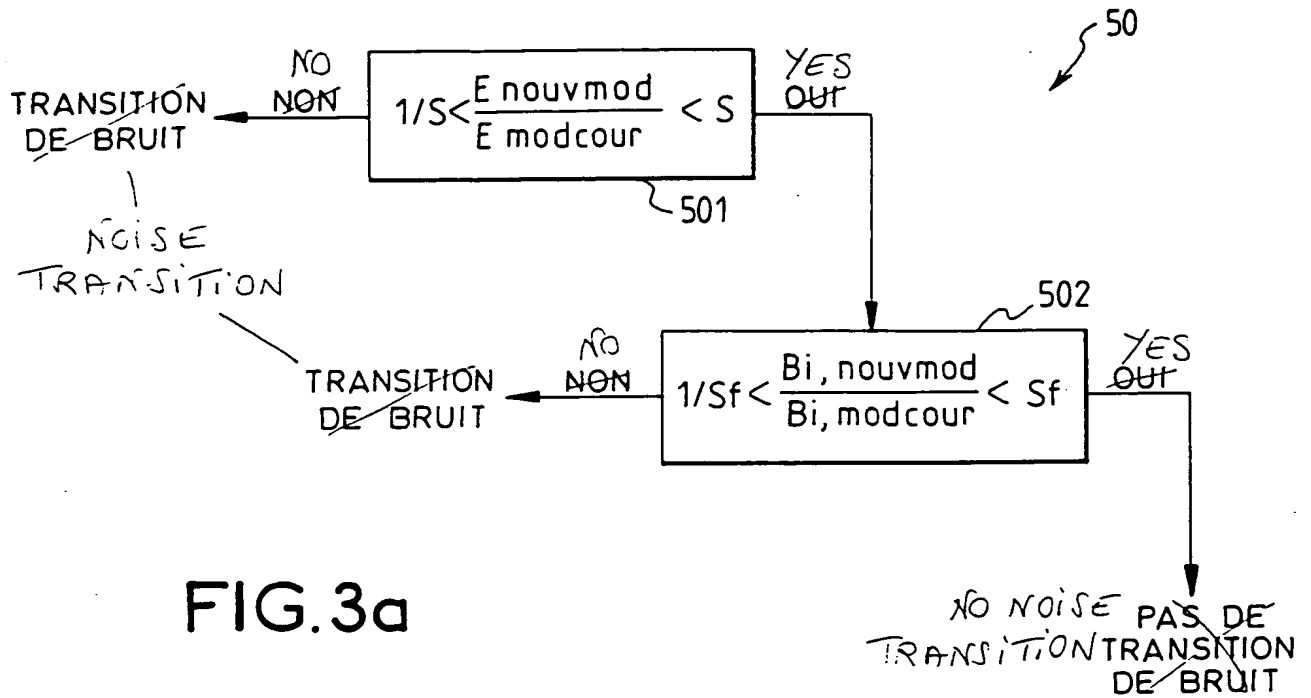 50
NO
NON
YES
OUI
TRANSITION
DE BRUIT
1/S< E nouvmod / E modcour < S
501
NOISE
TRANSITION
502
NO
NON
YES
OUI
TRANSITION
DE BRUIT
1/Sf< Bi, nouvmod / Bi, modcour < Sf
FIG.3a
NO NOISE
TRANSITION
PAS DE
TRANSITION
DE BRUIT